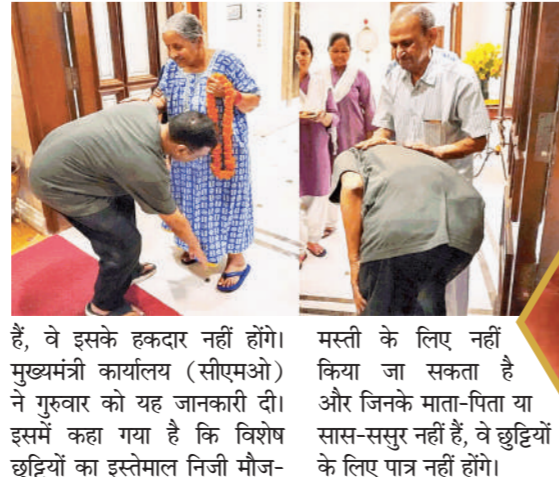 हैं, वे इसके हकदार नहीं होंगे।
मुख्यमंत्री कार्यालय (सीएमओ)
ने गुरुवार को यह जानकारी दी।
इसमें कहा गया है कि विशेष
छुट्टियों का इस्तेमाल निजी मौज-
मस्ती के लिए नहीं
किया जा सकता है
और जिनके माता-पिता या
सास-ससुर नहीं हैं, वे छुट्टियों
के लिए पात्र नहीं होंगे।